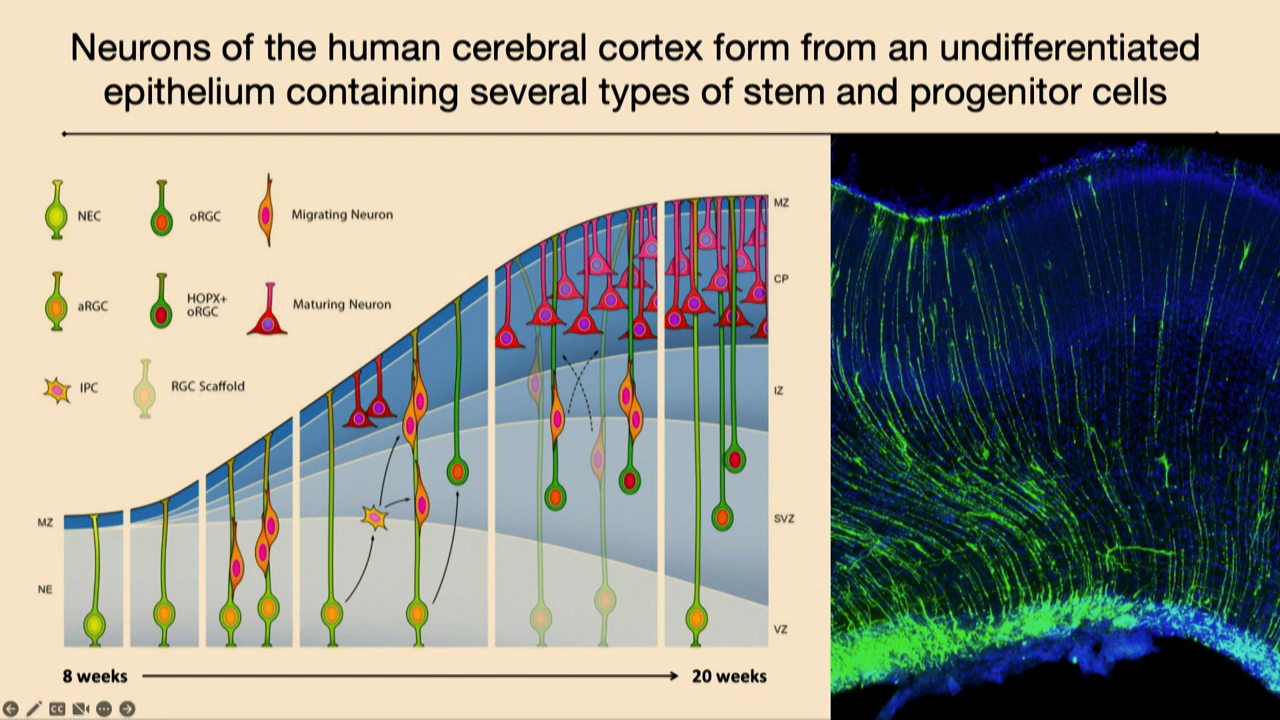 Neurons of the human cerebral cortex form from an undifferentiated
epithelium containing several types of stem and progenitor cells
NEC
oRGC
Migrating Neuron
aRGC
HOPX+
oRGC
Maturing Neuron
IPC
RGC Scaffold
MZ
CP
IZ
SVZ
VZ
MZ
NE
8 weeks
20 weeks
CC